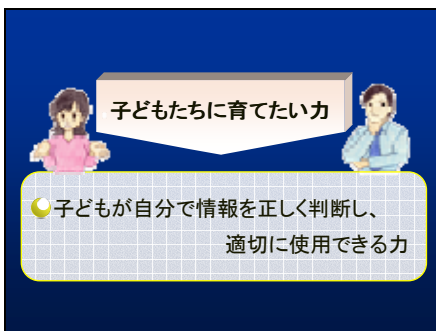 子どもたちに育てたい力
子どもが自分で情報を正しく判断し、
適切に使用できる力